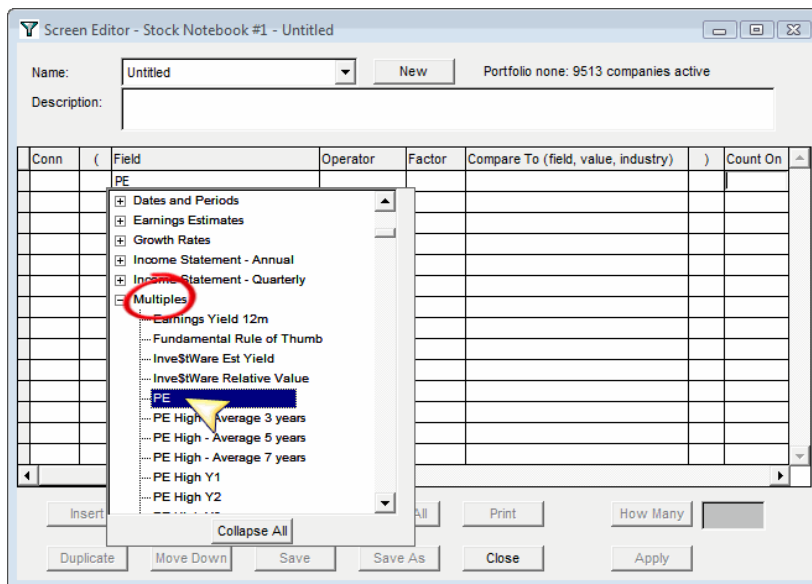 Screen Editor - Stock Notebook #1 - Untitled
Name: Untitled New Portfolio none: 9513 companies active
Description:
Conn ( Field Operator Factor Compare To (field, value, industry) ) Count On
PE
Dates and Periods
Earnings Estimates
Growth Rates
Income Statement - Annual
Income Statement - Quarterly
Multiples
Earnings Yield 12m
Fundamental Rule of Thumb
Inve$tWare Est Yield
Inve$tWare Relative Value
PE
PE High - Average 3 years
PE High - Average 5 years
PE High - Average 7 years
PE High Y1
PE High Y2
Insert All Print How Many
Collapse All
Duplicate Move Down Save Save As Close Apply